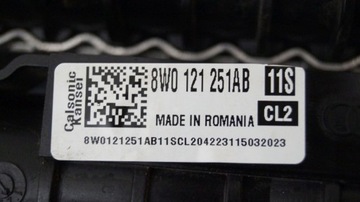 Calsonic
Kansei
8W0 121 251AB 11S
MADE IN ROMANIA CL2
8W0121251AB11SCL204223115032023